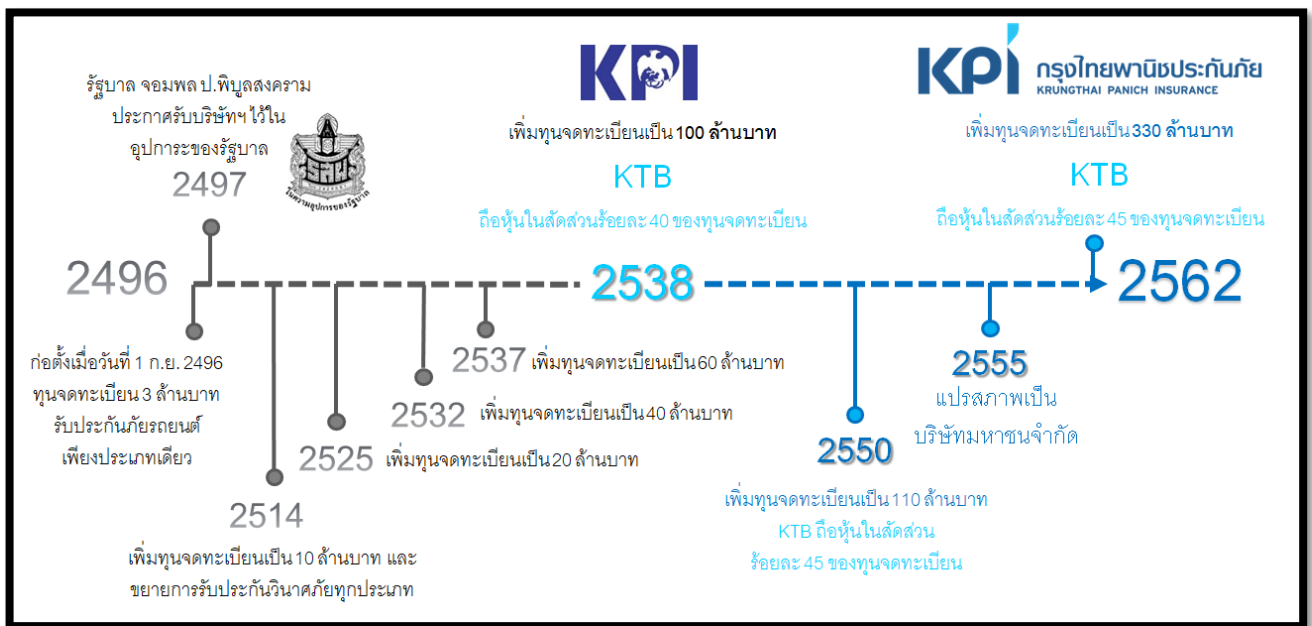 รัฐบาล จอมพล ป.พิบูลสงคราม
ประกาศรับบริษัทฯ ไว้ใน
อุปการะของรัฐบาล
2497
ในความอุปการของรัฐบาล
KPI
เพิ่มทุนจดทะเบียนเป็น 100 ล้านบาท
KTB
ถือหุ้นในสัดส่วนร้อยละ 40 ของทุนจดทะเบียน
KPI กรุงไทยพานิชประกันภัย
KRUNGTHAI PANICH INSURANCE
เพิ่มทุนจดทะเบียนเป็น 330 ล้านบาท
KTB
ถือหุ้นในสัดส่วนร้อยละ 45 ของทุนจดทะเบียน
2496
2538
2562
ก่อตั้งเมื่อวันที่ 1 ก.ย. 2496
ทุนจดทะเบียน 3 ล้านบาท
รับประกันภัยรถยนต์
เพียงประเภทเดียว
2514
เพิ่มทุนจดทะเบียนเป็น 10 ล้านบาท และ
ขยายการรับประกันวินาศภัยทุกประเภท
2525 เพิ่มทุนจดทะเบียนเป็น 20 ล้านบาท
2532 เพิ่มทุนจดทะเบียนเป็น 40 ล้านบาท
2537 เพิ่มทุนจดทะเบียนเป็น 60 ล้านบาท
2550
เพิ่มทุนจดทะเบียนเป็น 110 ล้านบาท
KTB ถือหุ้นในสัดส่วน
ร้อยละ 45 ของทุนจดทะเบียน
2555
แปรสภาพเป็น
บริษัทมหาชนจำกัด